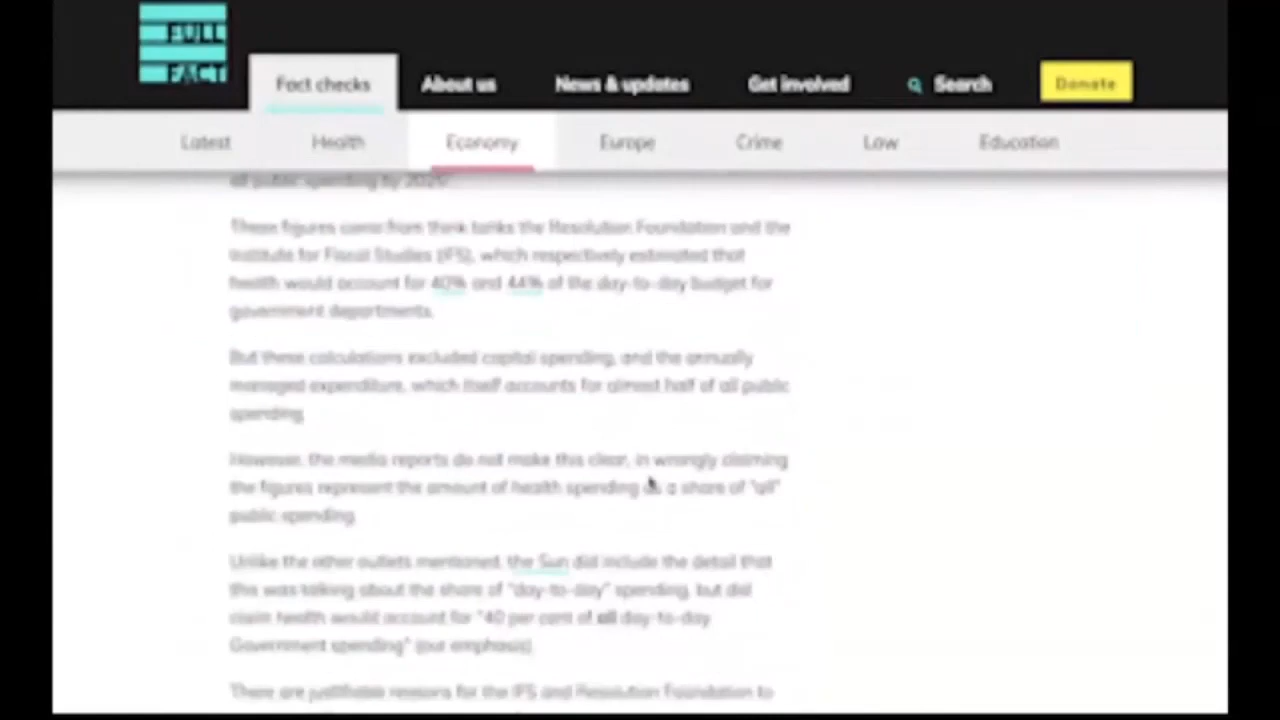 FULL
FACT
Fact checks
About us
News & updates
Get involved
Search
Donate
Latest
Health
Economy
Europe
Crime
Law
Education
all public spending by 2025".
These figures come from think tanks the Resolution Foundation and the
Institute for Fiscal Studies (IFS), which respectively estimated that
health would account for 40% and 44% of the day-to-day budget for
government departments.
But these calculations excluded capital spending, and the annually
managed expenditure, which itself accounts for almost half of all public
spending.
However, the media reports do not make this clear, in wrongly claiming
the figures represent the amount of health spending as a share of "all"
public spending.
Unlike the other outlets mentioned, the Sun did include the detail that
this was talking about the share of "day-to-day" spending, but did
claim health would account for "40 per cent of all day-to-day
Government spending" (our emphasis).
There are justifiable reasons for the IFS and Resolution Foundation to